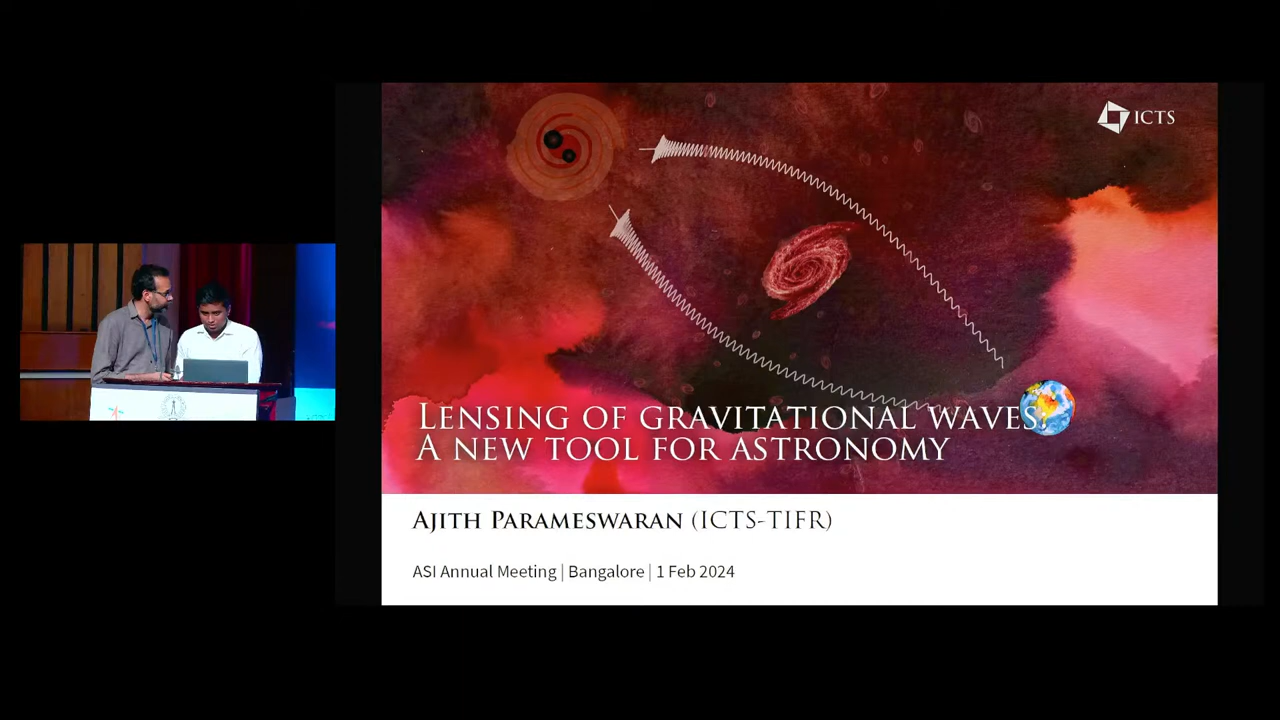 ICTS
LENSING OF GRAVITATIONAL WAVES:
A NEW TOOL FOR ASTRONOMY
AJITH PARAMESWARAN (ICTS-TIFR)
ASI Annual Meeting | Bangalore | 1 Feb 2024